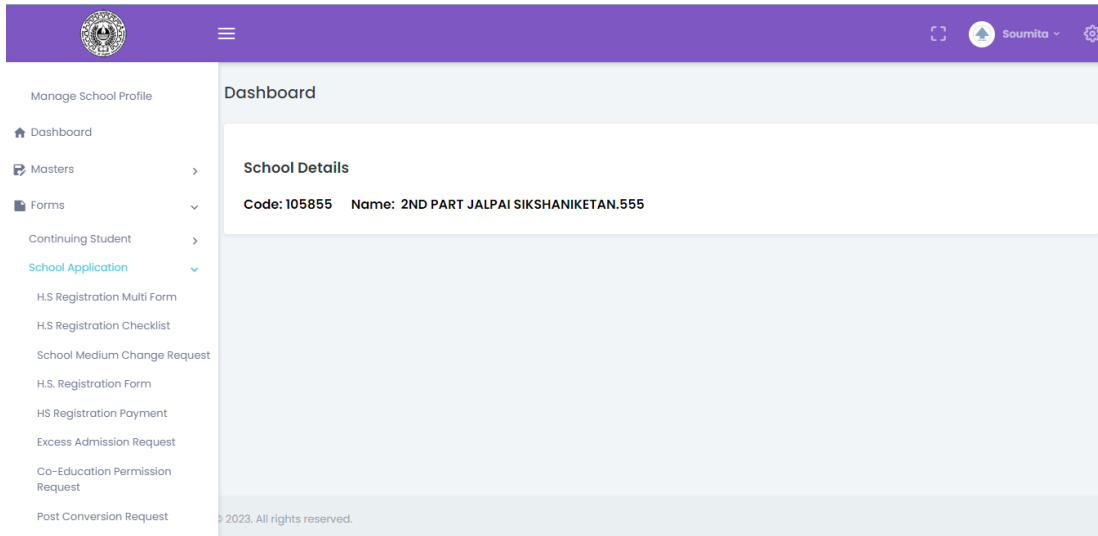 Soumita
Manage School Profile
Dashboard
Masters
Forms
Continuing Student
School Application
H.S Registration Multi Form
H.S Registration Checklist
School Medium Change Request
H.S. Registration Form
HS Registration Payment
Excess Admission Request
Co-Education Permission
Request
Post Conversion Request
Dashboard
School Details
Code: 105855 Name: 2ND PART JALPAI SIKSHANIKETAN.555
© 2023. All rights reserved.